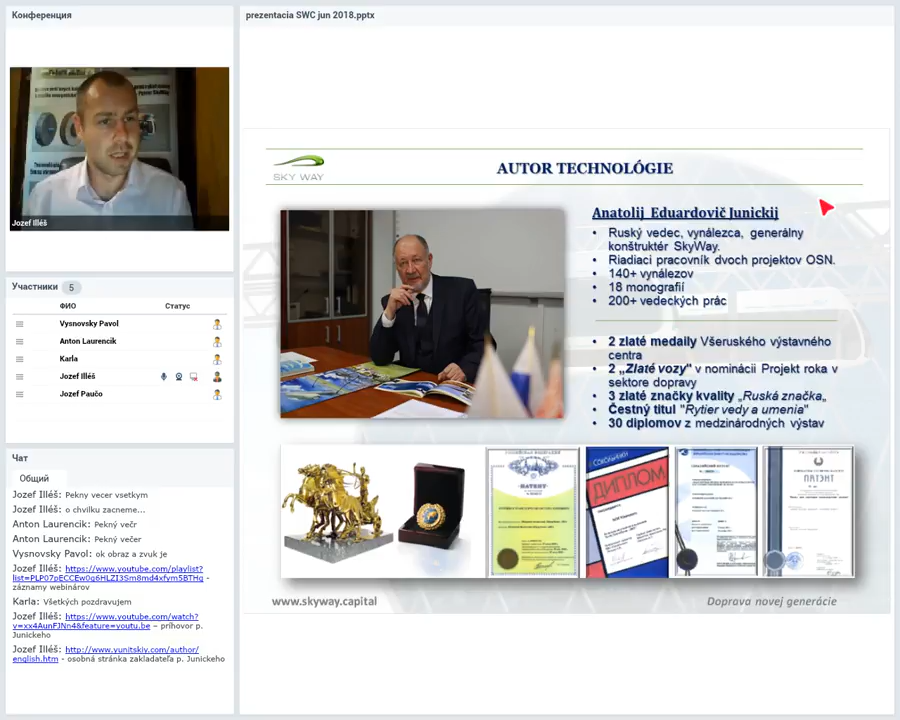 Конференция
Jozef Illéš
Участники 5
ФИО Статус
Vysnovsky Pavol
Anton Laurencik
Karla
Jozef Illéš
Jozef Paučo
Чат
Общий
Jozef Illéš: Pekny vecer vsetkym
Jozef Illéš: o chvilku zacneme...
Anton Laurencik: Pekný večr
Anton Laurencik: Pekný večer
Vysnovsky Pavol: ok obraz a zvuk je
Jozef Illéš: https://www.youtube.com/playlist?
list=PLP07pECCEw0q6HLZI3Sm8md4xfym5BTHg -
záznamy webinárov
Karla: Všetkých pozdravujem
Jozef Illéš: https://www.youtube.com/watch?
v=xx4AunFJNn4&feature=youtu.be – príhovor p.
Junickeho
Jozef Illéš: http://www.yunitskiy.com/author/
english.htm - osobná stránka zakladateľa p. Junickeho
prezentacia SWC jun 2018.pptx
SKY WAY
AUTOR TECHNOLÓGIE
Anatolij Eduardovič Junickij
• Ruský vedec, vynálezca, generálny
konštruktér SkyWay.
• Riadiaci pracovník dvoch projektov OSN.
• 140+ vynálezov
• 18 monografií
• 200+ vedeckých prác
• 2 zlaté medaily Všeruského výstavného
centra
• 2 „Zlaté vozy" v nominácii Projekt roka v
sektore dopravy
• 3 zlaté značky kvality „Ruská značka„
• Čestný titul "Rytier vedy a umenia"
• 30 diplomov z medzinárodných výstav
ПАТЕНТ
СОКОЛЬНИКИ
ДИПЛОМ
ПАТЭНТ
www.skyway.capital
Doprava novej generácie